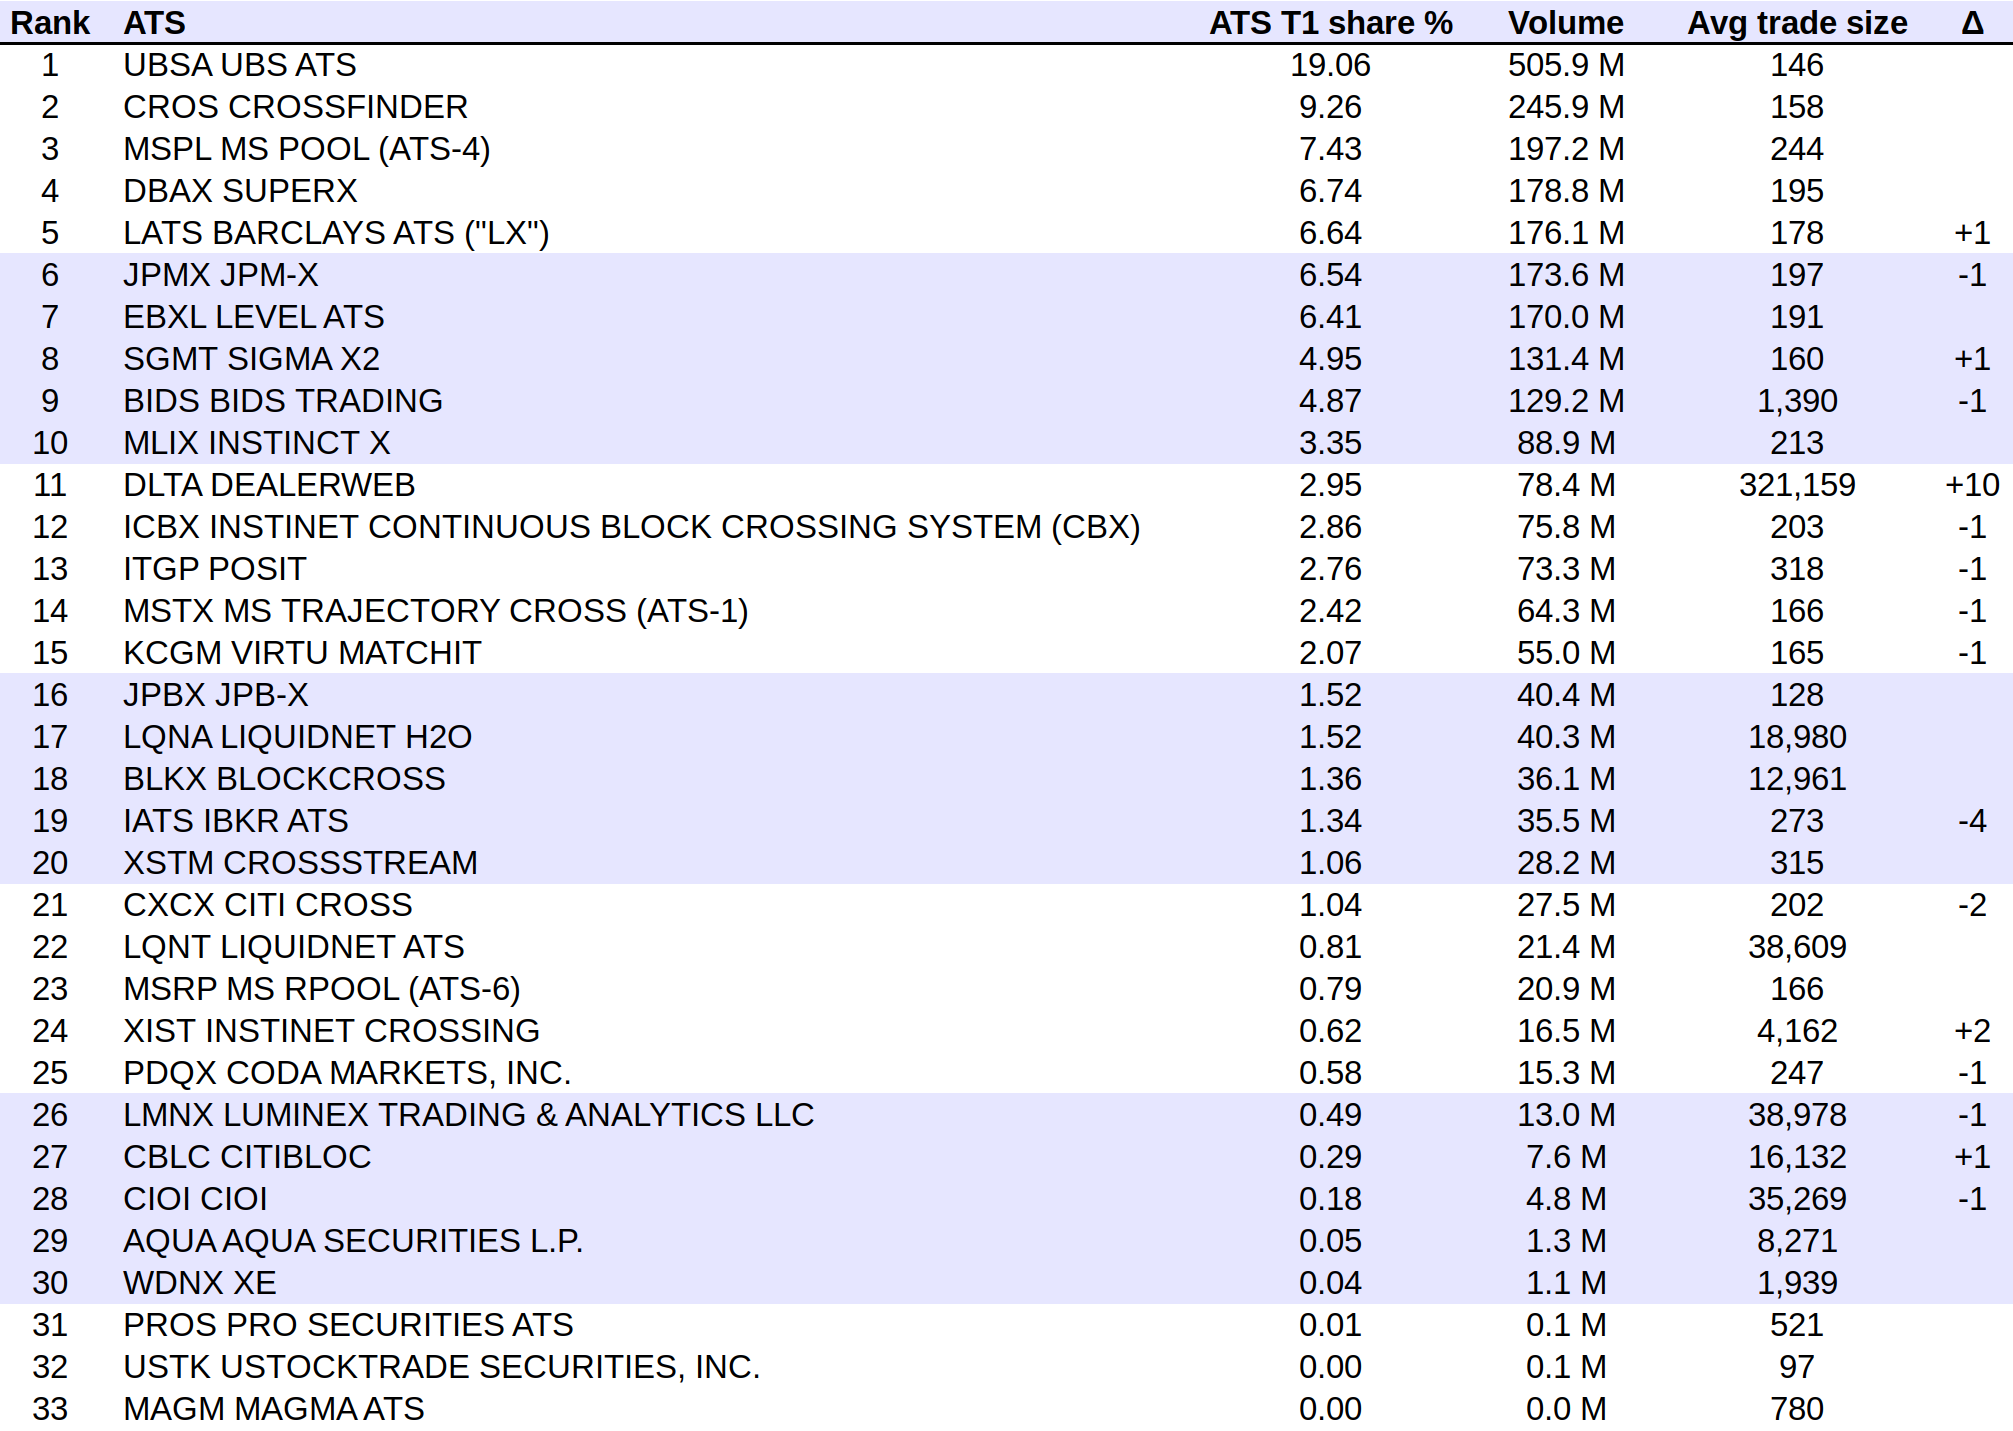 Rank ATS ATS T1 share % Volume Avg trade size Δ
1 UBSA UBS ATS 19.06 505.9 M 146
2 CROS CROSSFINDER 9.26 245.9 M 158
3 MSPL MS POOL (ATS-4) 7.43 197.2 M 244
4 DBAX SUPERX 6.74 178.8 M 195
5 LATS BARCLAYS ATS ("LX") 6.64 176.1 M 178 +1
6 JPMX JPM-X 6.54 173.6 M 197 -1
7 EBXL LEVEL ATS 6.41 170.0 M 191
8 SGMT SIGMA X2 4.95 131.4 M 160 +1
9 BIDS BIDS TRADING 4.87 129.2 M 1,390 -1
10 MLIX INSTINCT X 3.35 88.9 M 213
11 DLTA DEALERWEB 2.95 78.4 M 321,159 +10
12 ICBX INSTINET CONTINUOUS BLOCK CROSSING SYSTEM (CBX) 2.86 75.8 M 203 -1
13 ITGP POSIT 2.76 73.3 M 318 -1
14 MSTX MS TRAJECTORY CROSS (ATS-1) 2.42 64.3 M 166 -1
15 KCGM VIRTU MATCHIT 2.07 55.0 M 165 -1
16 JPBX JPB-X 1.52 40.4 M 128
17 LQNA LIQUIDNET H2O 1.52 40.3 M 18,980
18 BLKX BLOCKCROSS 1.36 36.1 M 12,961
19 IATS IBKR ATS 1.34 35.5 M 273 -4
20 XSTM CROSSSTREAM 1.06 28.2 M 315
21 CXCX CITI CROSS 1.04 27.5 M 202 -2
22 LQNT LIQUIDNET ATS 0.81 21.4 M 38,609
23 MSRP MS RPOOL (ATS-6) 0.79 20.9 M 166
24 XIST INSTINET CROSSING 0.62 16.5 M 4,162 +2
25 PDQX CODA MARKETS, INC. 0.58 15.3 M 247 -1
26 LMNX LUMINEX TRADING & ANALYTICS LLC 0.49 13.0 M 38,978 -1
27 CBLC CITIBLOC 0.29 7.6 M 16,132 +1
28 CIOI CIOI 0.18 4.8 M 35,269 -1
29 AQUA AQUA SECURITIES L.P. 0.05 1.3 M 8,271
30 WDNX XE 0.04 1.1 M 1,939
31 PROS PRO SECURITIES ATS 0.01 0.1 M 521
32 USTK USTOCKTRADE SECURITIES, INC. 0.00 0.1 M 97
33 MAGM MAGMA ATS 0.00 0.0 M 780